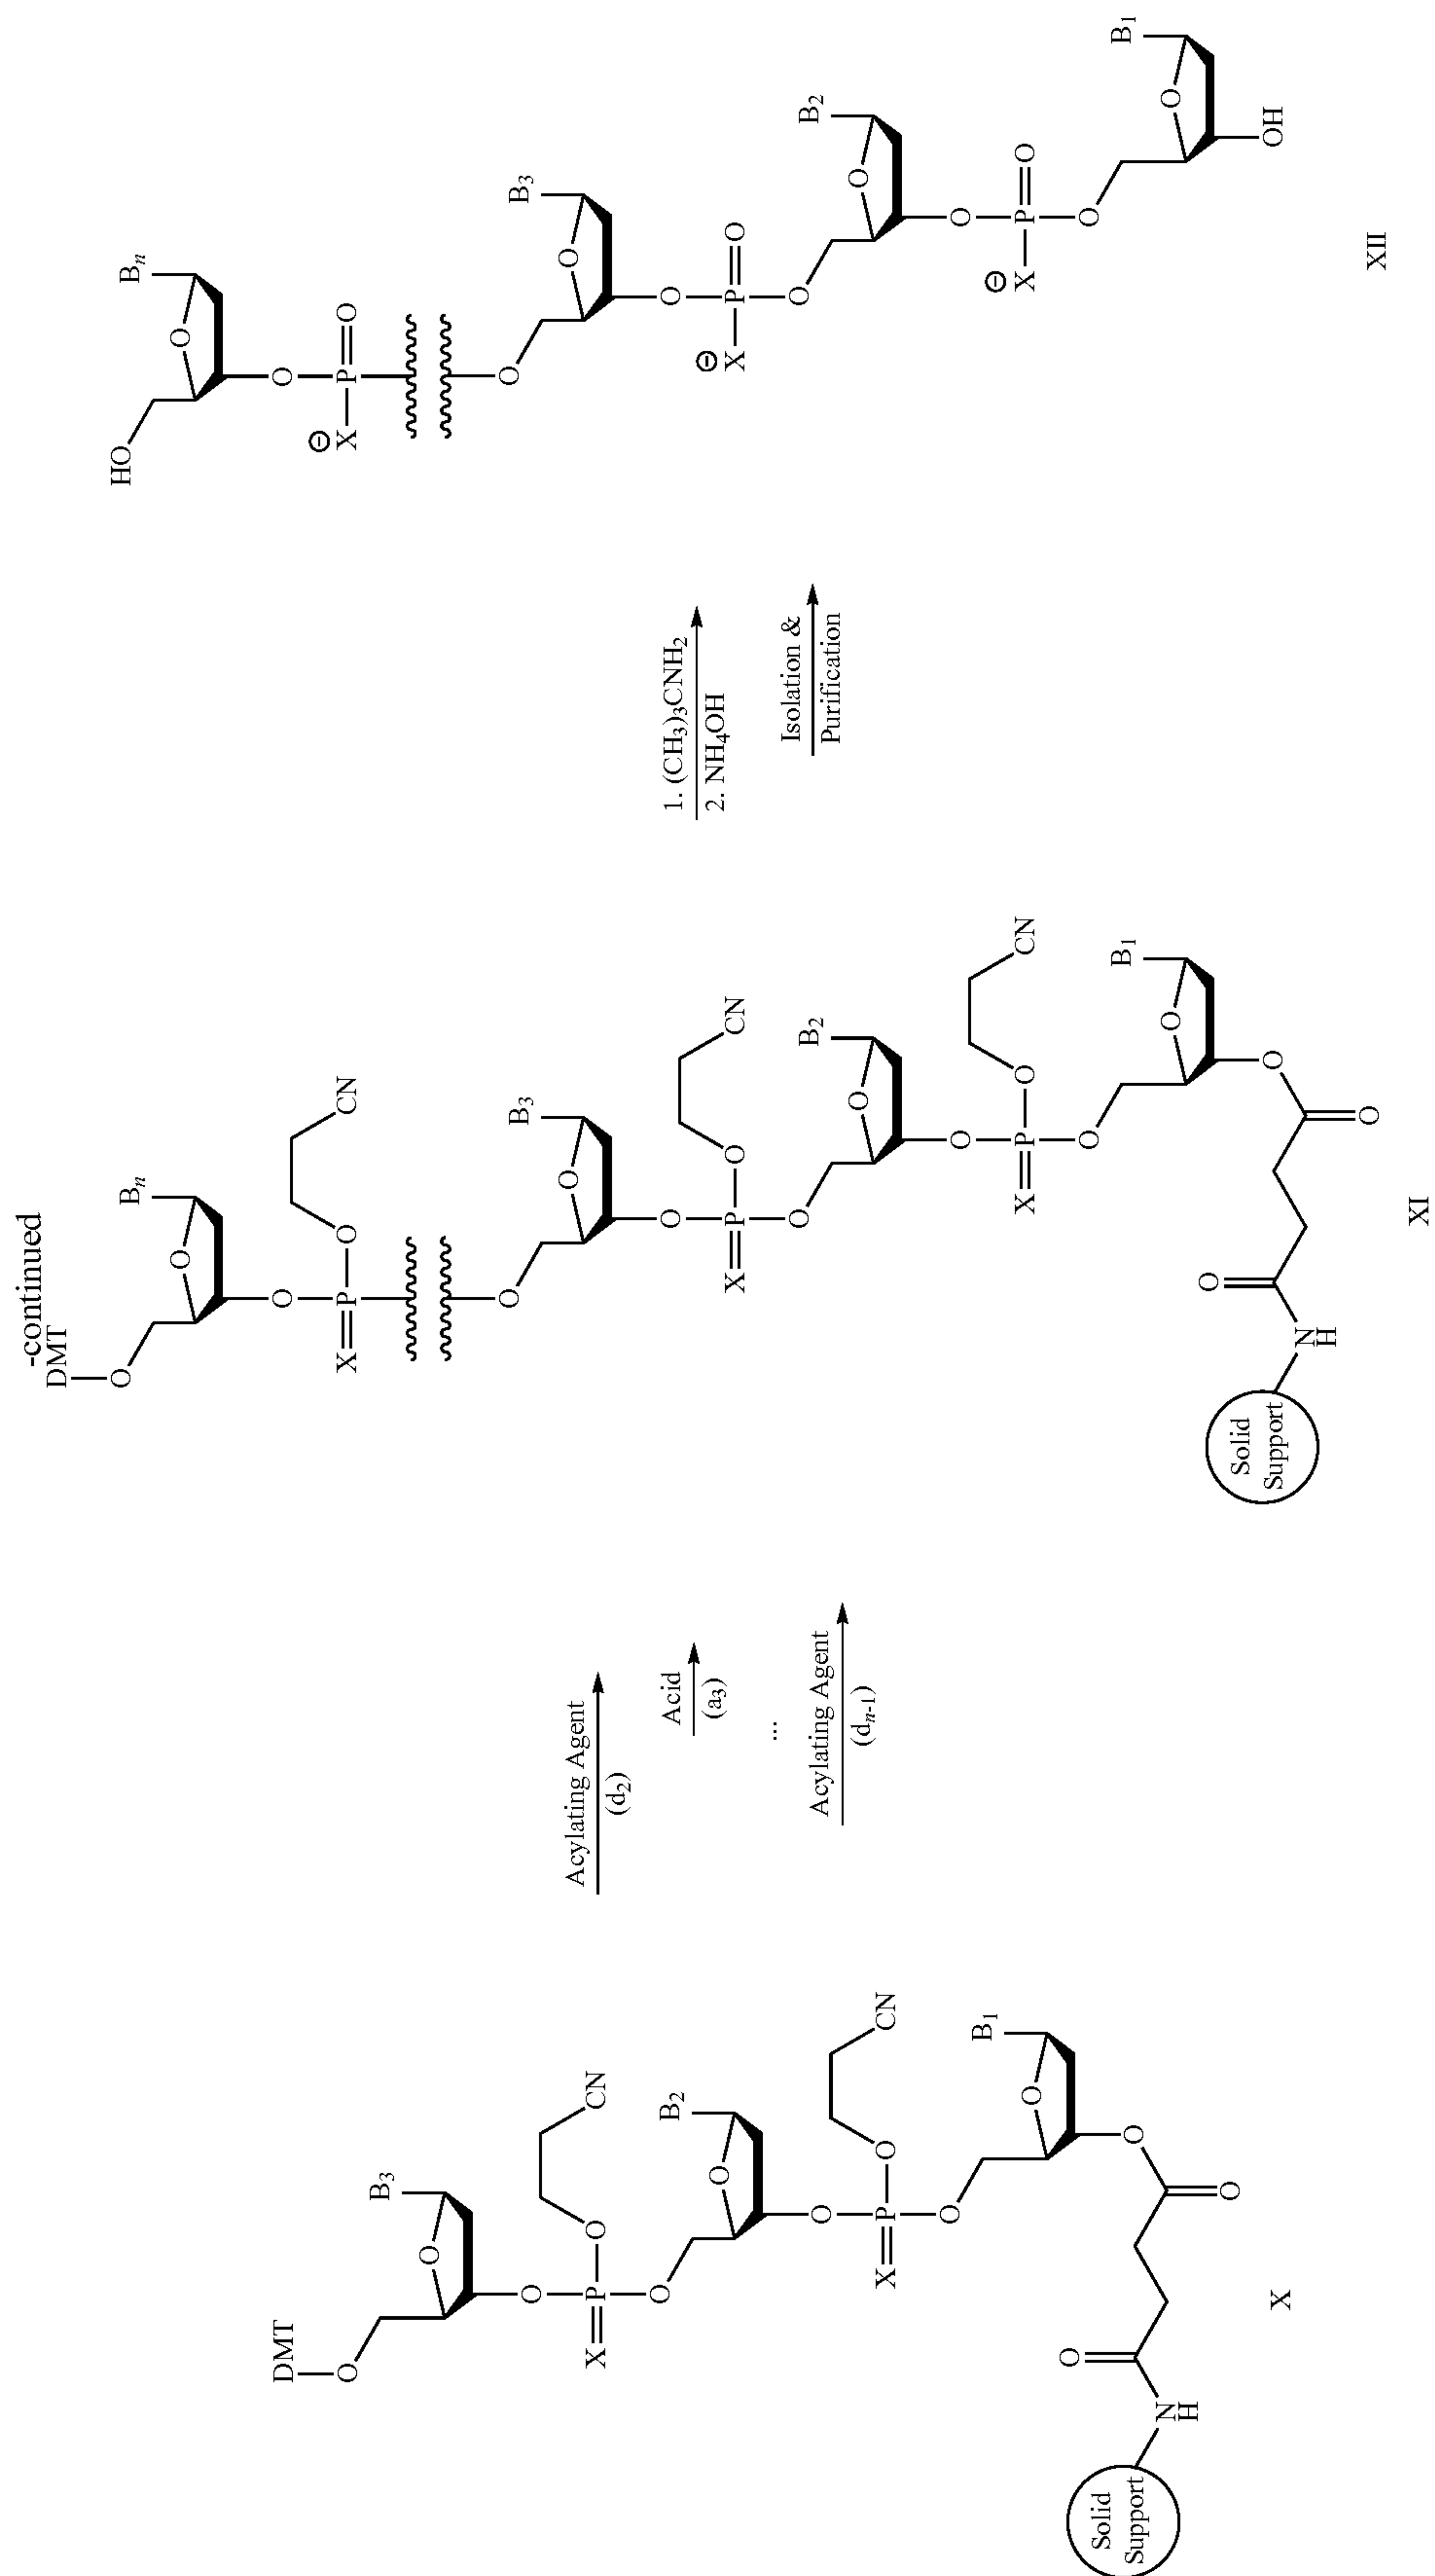 -continued
DMT
O
B₃
O
O
X=P—O
CN
O
B₂
O
O
X=P—O
CN
O
B₁
O
O
O
O
N
H
Solid
Support
X
Acylating Agent
(d₂)
Acid
(a₃)
...
Acylating Agent
(dₙ₋₁)
DMT
O
Bₙ
O
O
X=P—O
CN
O
B₃
O
O
X=P—O
CN
O
B₂
O
O
X=P—O
CN
O
B₁
O
O
O
O
N
H
Solid
Support
XI
1. (CH₃)₃CNH₂
2. NH₄OH
Isolation &
Purification
HO
Bₙ
O
O
⊖
X—P=O
O
B₃
O
O
⊖
X—P=O
O
B₂
O
O
⊖
X—P=O
O
B₁
O
OH
XII